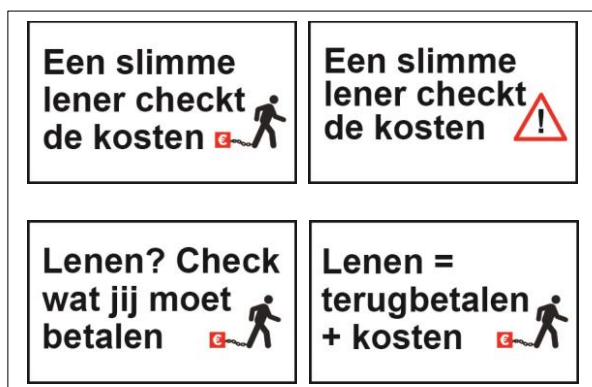 Een slimme
lener checkt
de kosten
€
Een slimme
lener checkt
de kosten
!
Lenen? Check
wat jij moet
betalen
€
Lenen =
terugbetalen
+ kosten
€